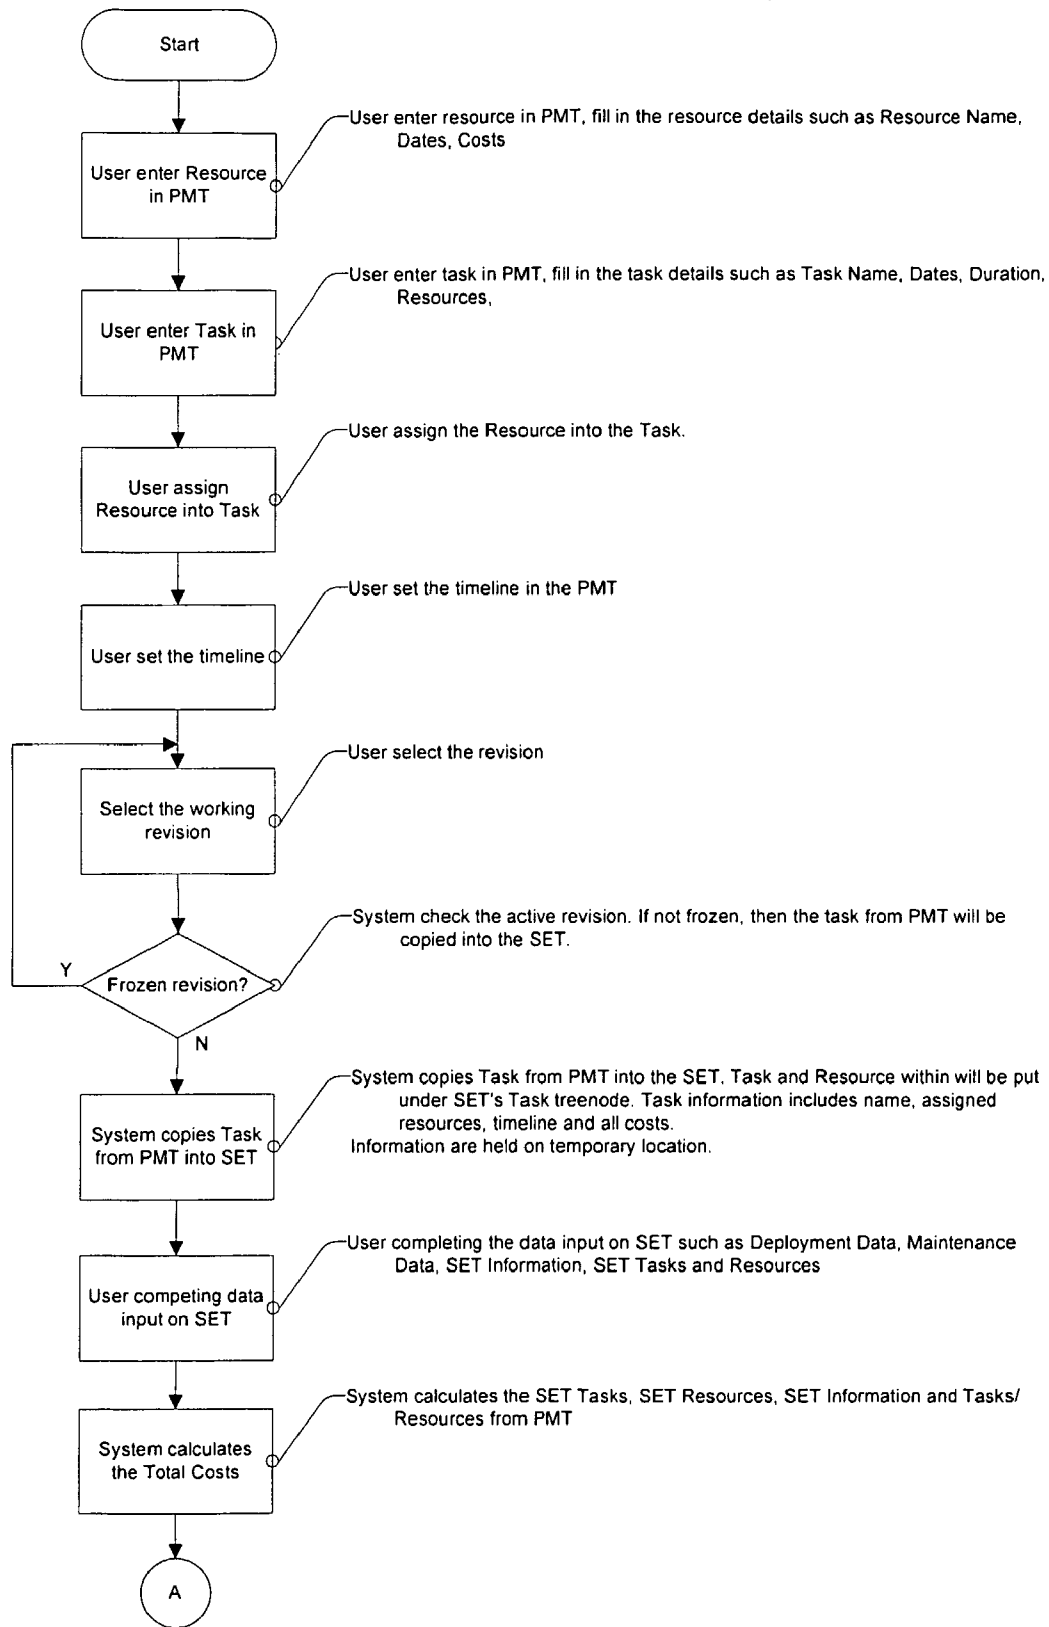 Start
User enter resource in PMT, fill in the resource details such as Resource Name,
Dates, Costs
User enter Resource
in PMT
User enter task in PMT, fill in the task details such as Task Name, Dates, Duration,
Resources,
User enter Task in
PMT
User assign the Resource into the Task.
User assign
Resource into Task
User set the timeline in the PMT
User set the timeline
User select the revision
Select the working
revision
System check the active revision. If not frozen, then the task from PMT will be
copied into the SET.
Y
Frozen revision?
N
System copies Task from PMT into the SET. Task and Resource within will be put
under SET's Task treenode. Task information includes name, assigned
resources, timeline and all costs.
Information are held on temporary location.
System copies Task
from PMT into SET
User completing the data input on SET such as Deployment Data, Maintenance
Data, SET Information, SET Tasks and Resources
User competing data
input on SET
System calculates the SET Tasks, SET Resources, SET Information and Tasks/
Resources from PMT
System calculates
the Total Costs
A